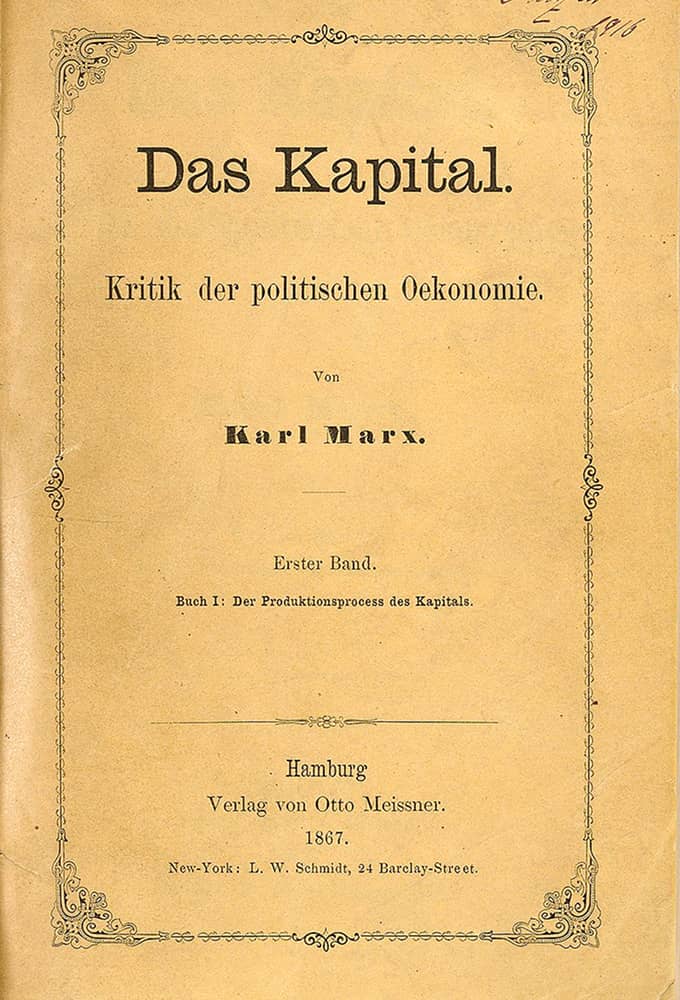 1916
Das Kapital.
Kritik der politischen Oekonomie.
Von
Karl Marx.
Erster Band.
Buch I: Der Produktionsprocess des Kapitals.
Hamburg
Verlag von Otto Meissner.
1867.
New-York: L. W. Schmidt, 24 Barclay-Street.